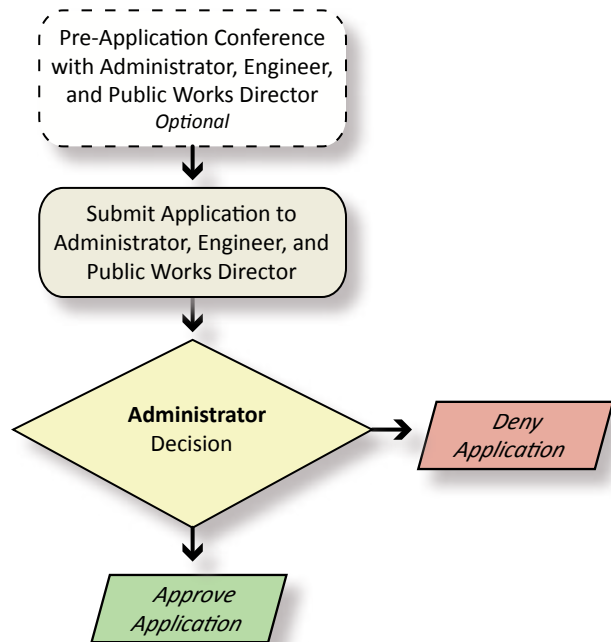 Pre-Application Conference
with Administrator, Engineer,
and Public Works Director
Optional
Submit Application to
Administrator, Engineer, and
Public Works Director
Administrator
Decision
Deny
Application
Approve
Application